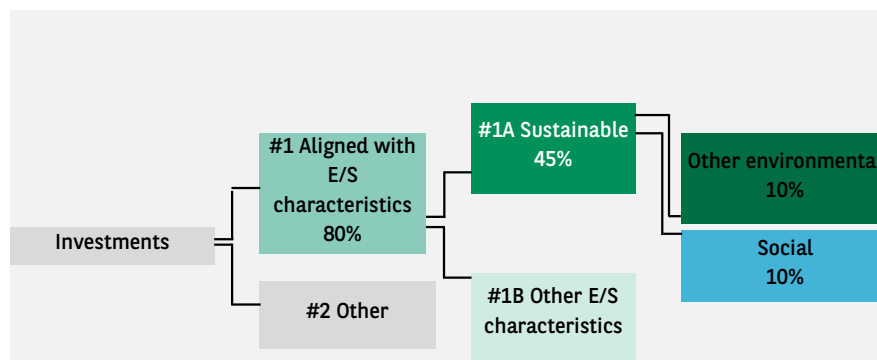 Investments
#1 Aligned with
E/S
characteristics
80%
#2 Other
#1A Sustainable
45%
#1B Other E/S
characteristics
Other environmenta
10%
Social
10%